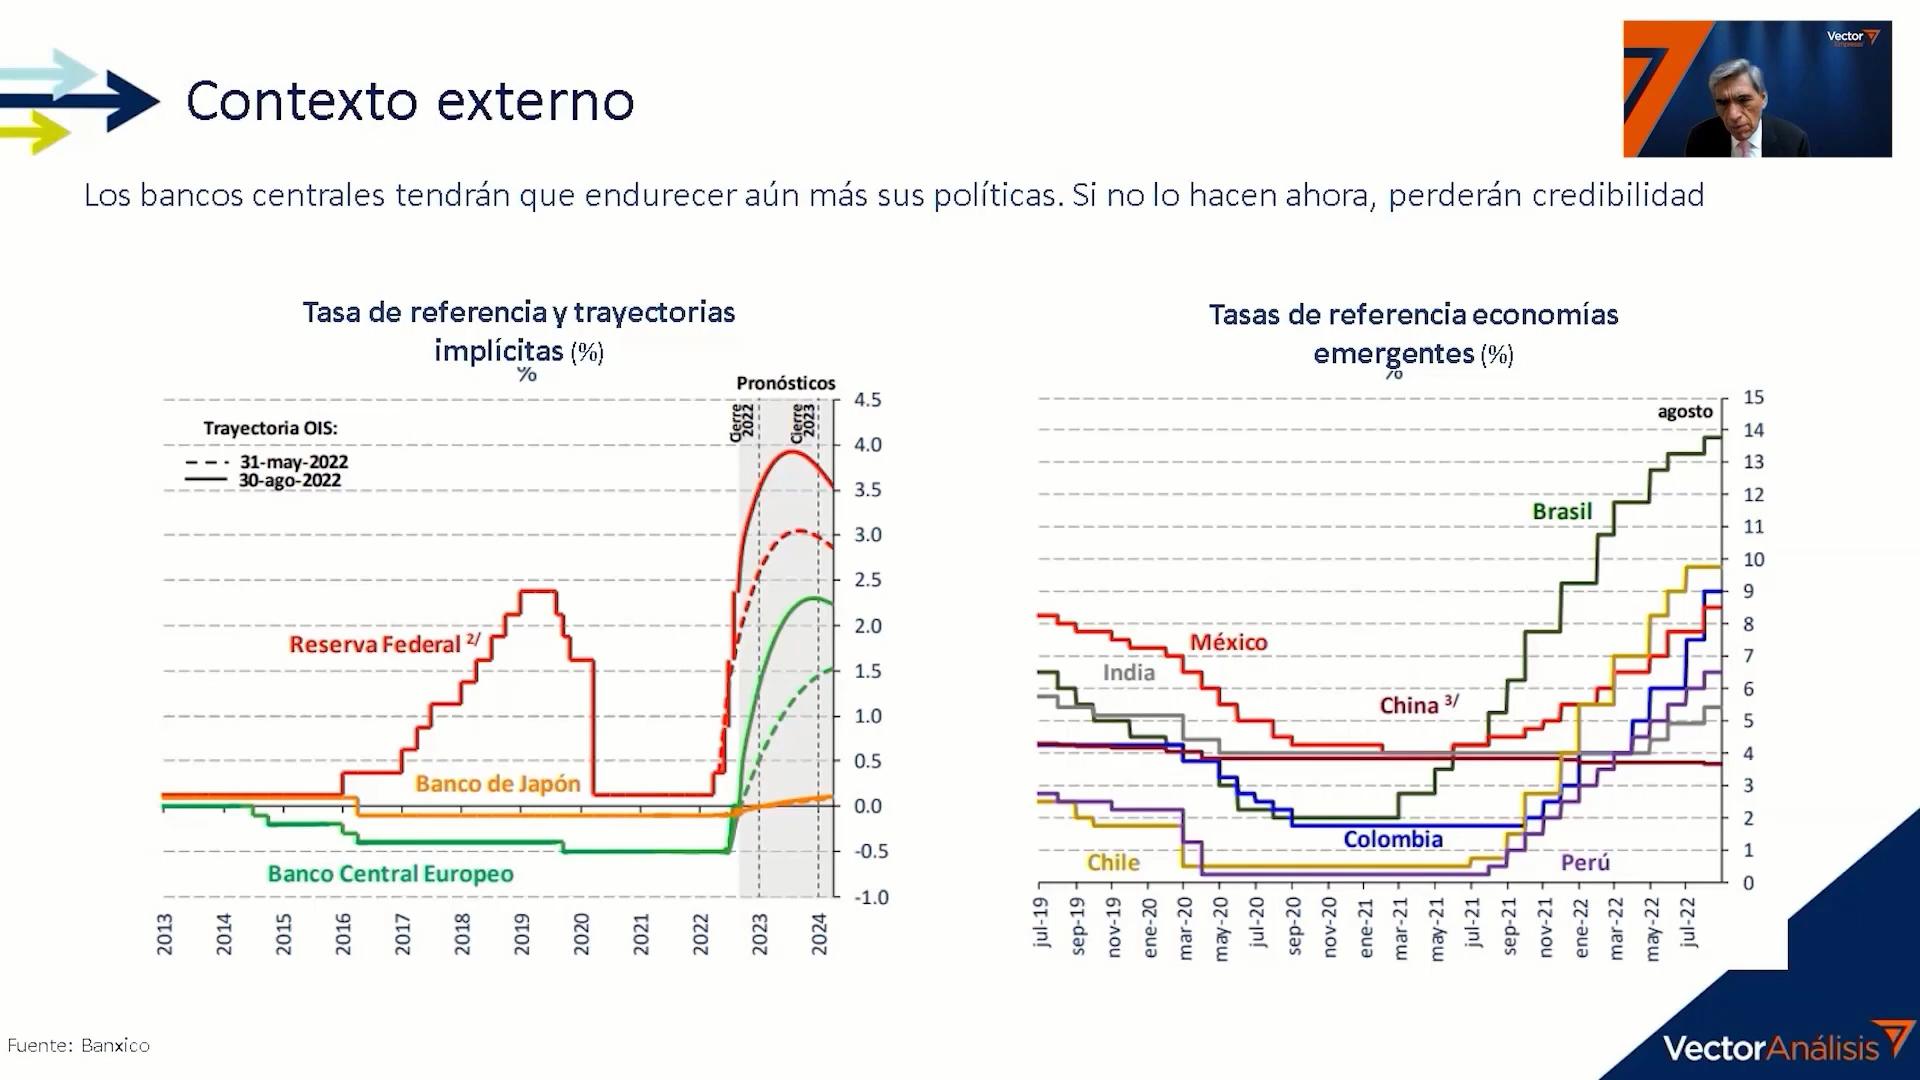 Vector
Empresas
Contexto externo
Los bancos centrales tendrán que endurecer aún más sus políticas. Si no lo hacen ahora, perderán credibilidad
Tasa de referencia y trayectorias
implícitas (%)
%
Pronósticos
Cierre
2022
Cierre
2023
Trayectoria OIS:
31-may-2022
30-ago-2022
Reserva Federal 2/
Banco de Japón
Banco Central Europeo
4.5
4.0
3.5
3.0
2.5
2.0
1.5
1.0
0.5
0.0
-0.5
-1.0
2013
2014
2015
2016
2017
2018
2019
2020
2021
2022
2023
2024
Tasas de referencia economías
emergentes (%)
%
agosto
Brasil
México
India
China 3/
Colombia
Chile
Perú
15
14
13
12
11
10
9
8
7
6
5
4
3
2
1
0
jul-19
sep-19
nov-19
ene-20
mar-20
may-20
jul-20
sep-20
nov-20
ene-21
mar-21
may-21
jul-21
sep-21
nov-21
ene-22
mar-22
may-22
jul-22
Fuente: Banxico
VectorAnálisis